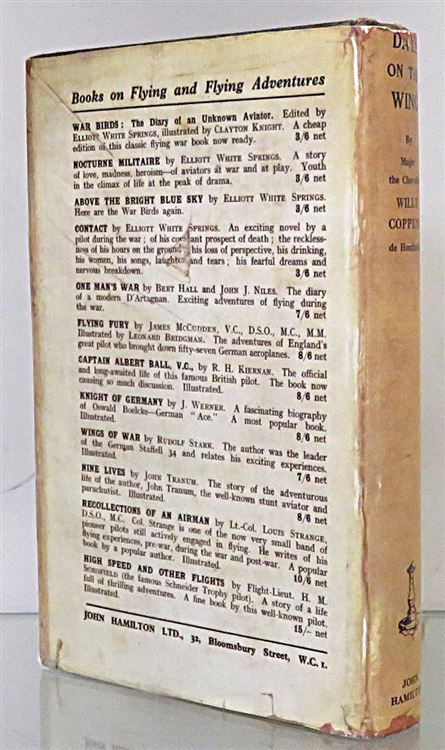 Books on Flying and Flying Adventures
WAR BIRDS: The Diary of an Unknown Aviator. Edited by
ELLIOTT WHITE SPRINGS, illustrated by CLAYTON KNIGHT. A cheap
edition of this classic flying war book now ready. 3/6 net
NOCTURNE MILITAIRE by ELLIOTT WHITE SPRINGS. A story
of love, madness, heroism—of aviators at war and at play. Youth
in the climax of life at the peak of drama. 3/6 net
ABOVE THE BRIGHT BLUE SKY by ELLIOTT WHITE SPRINGS.
Here are the War Birds again. 3/6 net
CONTACT by ELLIOTT WHITE SPRINGS. An exciting novel by a
pilot during the war; of his constant prospect of death; the reckless-
ness of his hours on the ground; his loss of perspective, his drinking,
his women, his songs, laughter and tears; his fearful dreams and
nervous breakdown. 3/6 net
ONE MAN'S WAR by BERT HALL and JOHN J. NILES. The diary
of a modern D'Artagnan. Exciting adventures of flying during
the war. 7/6 net
FLYING FURY by JAMES MCCUDDEN, V.C., D.S.O., M.C., M.M.
Illustrated by LEONARD BRIDGMAN. The adventures of England's
great pilot who brought down fifty-seven German aeroplanes. 8/6 net
CAPTAIN ALBERT BALL, V.C., by R. H. KIERNAN. The official
and long-awaited life of this famous British pilot. The book now
causing so much discussion. Illustrated. 8/6 net
KNIGHT OF GERMANY by J. WERNER. A fascinating biography
of Oswald Boelcke—German "Ace." A most popular book.
Illustrated. 8/6 net
WINGS OF WAR by RUDOLF STARK. The author was the leader
of the German Staffell 34 and relates his exciting experiences.
Illustrated. 7/6 net
NINE LIVES by JOHN TRANUM. The story of the adventurous
life of the author, John Tranum, the well-known stunt aviator and
parachutist. Illustrated. 8/6 net
RECOLLECTIONS OF AN AIRMAN by LT.-COL. LOUIS STRANGE,
D.S.O., M.C. Col. Strange is one of the now very small band of
pioneer pilots still actively engaged in flying. He writes of his
flying experiences, pre-war, during the war and post-war. A popular
book by a popular author. Illustrated. 10/6 net
HIGH SPEED AND OTHER FLIGHTS by Flight-Lieut. H. M.
SCHOFIELD (the famous Schneider Trophy pilot). A story of a life
full of thrilling adventures. A fine book by this well-known pilot.
Illustrated. 15/- net
JOHN HAMILTON LTD., 32, Bloomsbury Street, W.C. 1.
DAYS
ON THE
WING
By
Major
the Chevalier
WILLY
COPPENS
de Houthulst
JOHN
HAMILTON